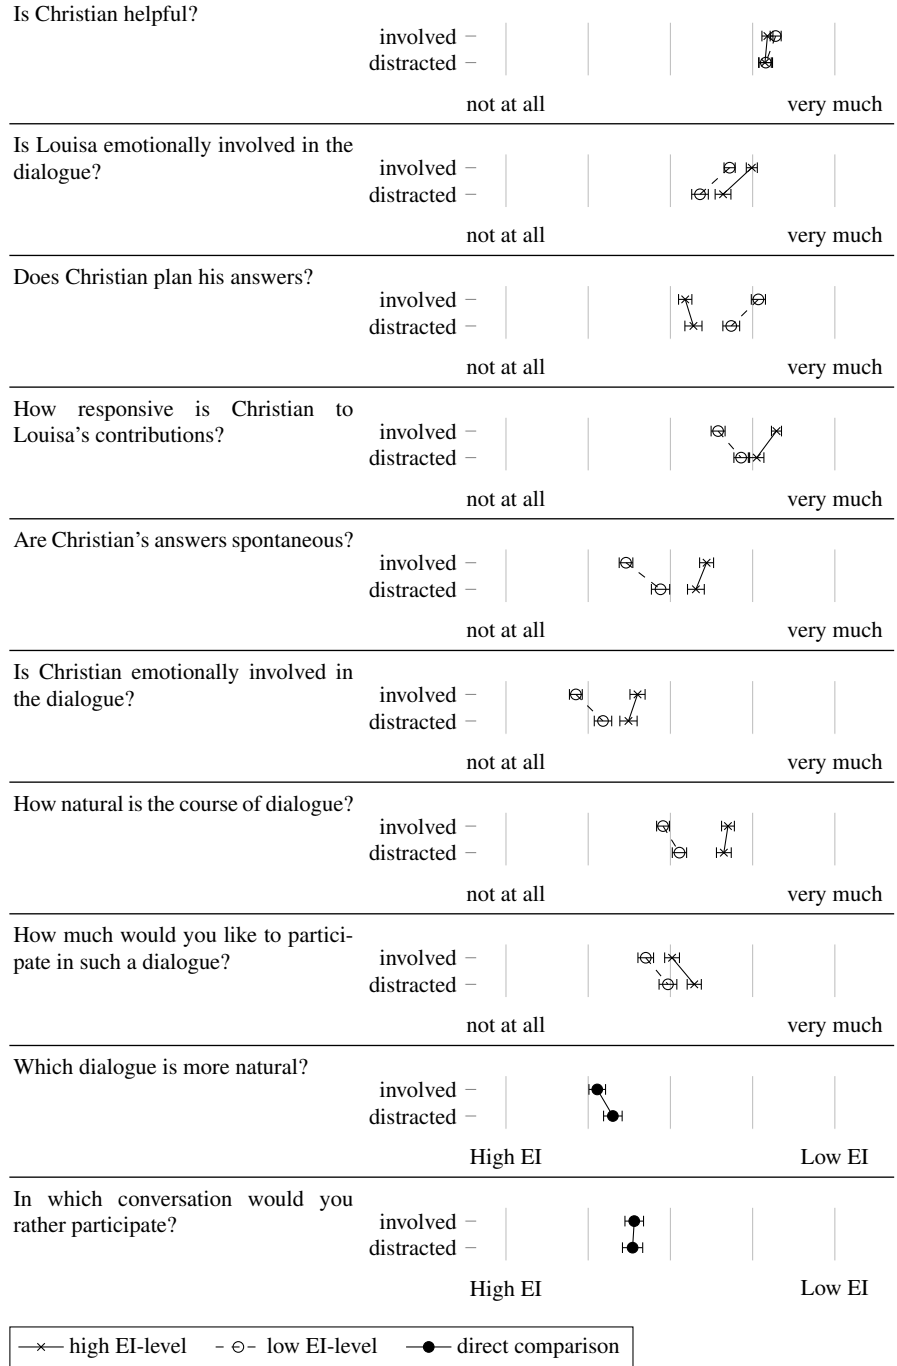 Is Christian helpful?
involved
distracted
not at all very much
Is Louisa emotionally involved in the
dialogue?
involved
distracted
not at all very much
Does Christian plan his answers?
involved
distracted
not at all very much
How responsive is Christian to
Louisa's contributions?
involved
distracted
not at all very much
Are Christian's answers spontaneous?
involved
distracted
not at all very much
Is Christian emotionally involved in
the dialogue?
involved
distracted
not at all very much
How natural is the course of dialogue?
involved
distracted
not at all very much
How much would you like to partici-
pate in such a dialogue?
involved
distracted
not at all very much
Which dialogue is more natural?
involved
distracted
High EI Low EI
In which conversation would you
rather participate?
involved
distracted
High EI Low EI
high EI-level low EI-level direct comparison